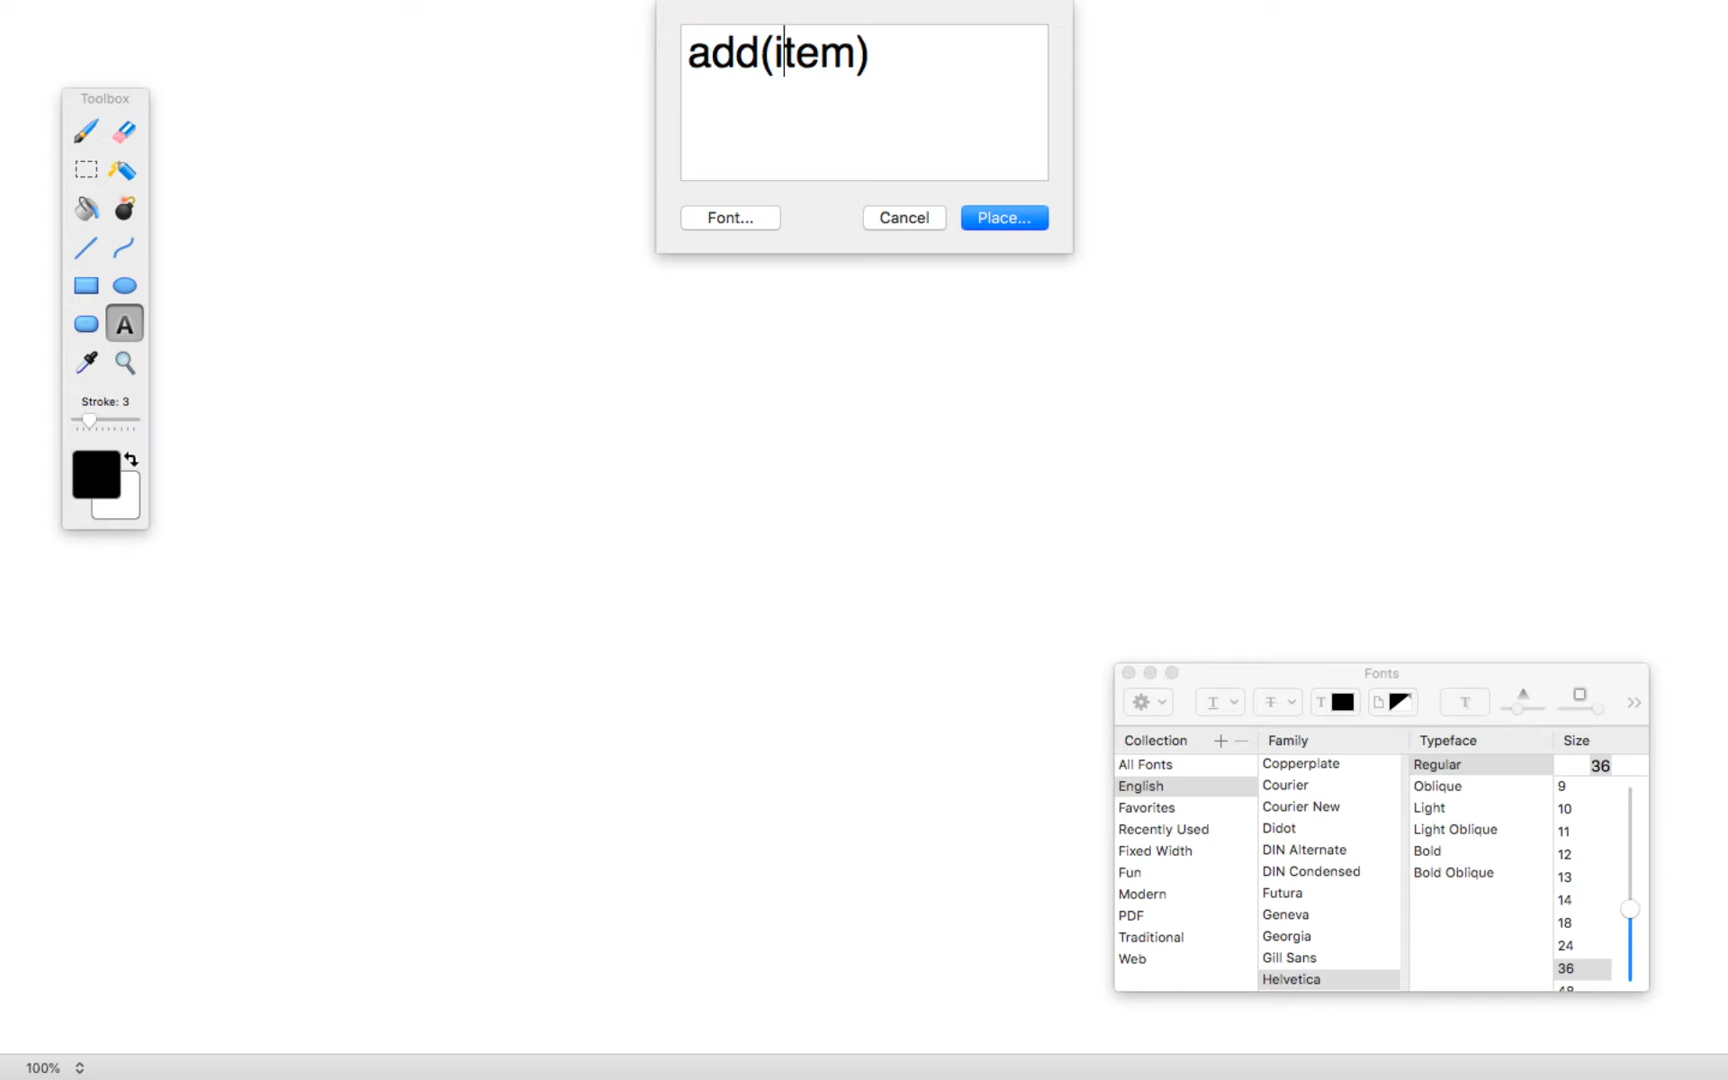 add(item)
Font...
Cancel
Place...
Toolbox
A
Stroke: 3
Fonts
T
T
T
T
Collection
Family
Typeface
Size
All Fonts
English
Favorites
Recently Used
Fixed Width
Fun
Modern
PDF
Traditional
Web
Copperplate
Courier
Courier New
Didot
DIN Alternate
DIN Condensed
Futura
Geneva
Georgia
Gill Sans
Helvetica
Regular
Oblique
Light
Light Oblique
Bold
Bold Oblique
36
9
10
11
12
13
14
18
24
36
48
100%